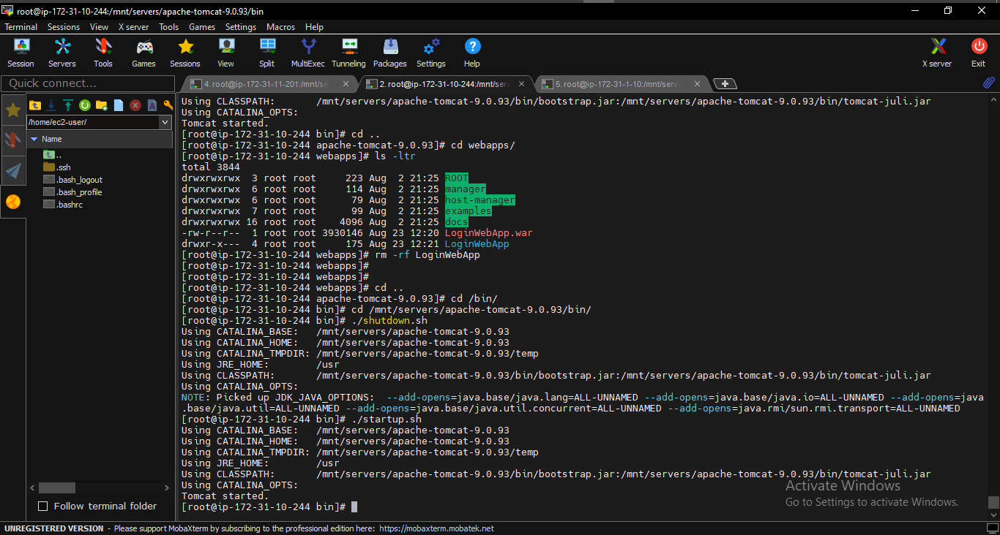 root@ip-172-31-10-244:/mnt/servers/apache-tomcat-9.0.93/bin
Terminal Sessions View X server Tools Games Settings Macros Help
Session Servers Tools Games Sessions View Split MultiExec Tunneling Packages Settings Help X server Exit
Quick connect...
4. root@ip-172-31-11-201:/mnt/se
2. root@ip-172-31-10-244:/mnt/ser
5. root@ip-172-31-1-10:/mnt/serv
/home/ec2-user/
Name
..
.ssh
.bash_logout
.bash_profile
.bashrc
Follow terminal folder
Using CLASSPATH: /mnt/servers/apache-tomcat-9.0.93/bin/bootstrap.jar:/mnt/servers/apache-tomcat-9.0.93/bin/tomcat-juli.jar
Using CATALINA_OPTS:
Tomcat started.
[root@ip-172-31-10-244 bin]# cd ..
[root@ip-172-31-10-244 apache-tomcat-9.0.93]# cd webapps/
[root@ip-172-31-10-244 webapps]# ls -ltr
total 3844
drwxrwxrwx 3 root root 223 Aug 2 21:25 ROOT
drwxrwxrwx 6 root root 114 Aug 2 21:25 manager
drwxrwxrwx 6 root root 79 Aug 2 21:25 host-manager
drwxrwxrwx 7 root root 99 Aug 2 21:25 examples
drwxrwxrwx 16 root root 4096 Aug 2 21:25 docs
-rw-r--r-- 1 root root 3930146 Aug 23 12:20 LoginWebApp.war
drwxr-x--- 4 root root 175 Aug 23 12:21 LoginWebApp
[root@ip-172-31-10-244 webapps]# rm -rf LoginWebApp
[root@ip-172-31-10-244 webapps]#
[root@ip-172-31-10-244 webapps]#
[root@ip-172-31-10-244 webapps]# cd ..
[root@ip-172-31-10-244 apache-tomcat-9.0.93]# cd /bin/
[root@ip-172-31-10-244 bin]# cd /mnt/servers/apache-tomcat-9.0.93/bin/
[root@ip-172-31-10-244 bin]# ./shutdown.sh
Using CATALINA_BASE: /mnt/servers/apache-tomcat-9.0.93
Using CATALINA_HOME: /mnt/servers/apache-tomcat-9.0.93
Using CATALINA_TMPDIR: /mnt/servers/apache-tomcat-9.0.93/temp
Using JRE_HOME: /usr
Using CLASSPATH: /mnt/servers/apache-tomcat-9.0.93/bin/bootstrap.jar:/mnt/servers/apache-tomcat-9.0.93/bin/tomcat-juli.jar
Using CATALINA_OPTS:
NOTE: Picked up JDK_JAVA_OPTIONS: --add-opens=java.base/java.lang=ALL-UNNAMED --add-opens=java.base/java.io=ALL-UNNAMED --add-opens=java
.base/java.util=ALL-UNNAMED --add-opens=java.base/java.util.concurrent=ALL-UNNAMED --add-opens=java.rmi/sun.rmi.transport=ALL-UNNAMED
[root@ip-172-31-10-244 bin]# ./startup.sh
Using CATALINA_BASE: /mnt/servers/apache-tomcat-9.0.93
Using CATALINA_HOME: /mnt/servers/apache-tomcat-9.0.93
Using CATALINA_TMPDIR: /mnt/servers/apache-tomcat-9.0.93/temp
Using JRE_HOME: /usr
Using CLASSPATH: /mnt/servers/apache-tomcat-9.0.93/bin/bootstrap.jar:/mnt/servers/apache-tomcat-9.0.93/bin/tomcat-juli.jar
Using CATALINA_OPTS:
Tomcat started.
[root@ip-172-31-10-244 bin]#
Activate Windows
Go to Settings to activate Windows.
UNREGISTERED VERSION - Please support MobaXterm by subscribing to the professional edition here: https://mobaxterm.mobatek.net